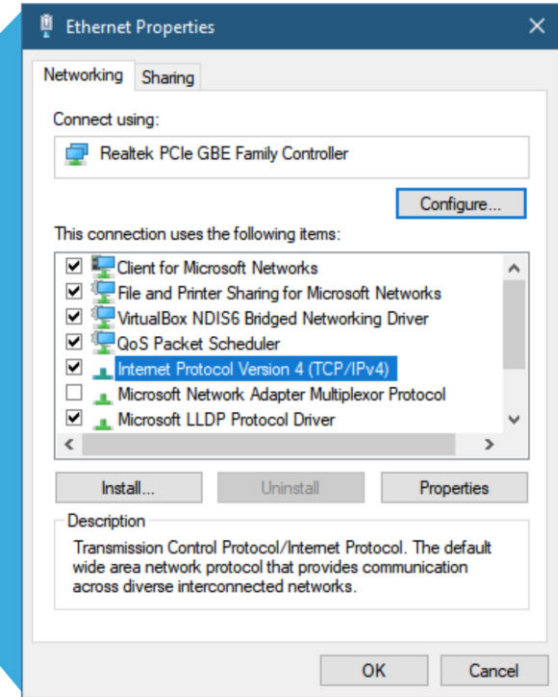 Ethernet Properties
Networking Sharing
Connect using:
Realtek PCIe GBE Family Controller
Configure...
This connection uses the following items:
Client for Microsoft Networks
File and Printer Sharing for Microsoft Networks
VirtualBox NDIS6 Bridged Networking Driver
QoS Packet Scheduler
Internet Protocol Version 4 (TCP/IPv4)
Microsoft Network Adapter Multiplexor Protocol
Microsoft LLDP Protocol Driver
Install... Uninstall Properties
Description
Transmission Control Protocol/Internet Protocol. The default
wide area network protocol that provides communication
across diverse interconnected networks.
OK Cancel